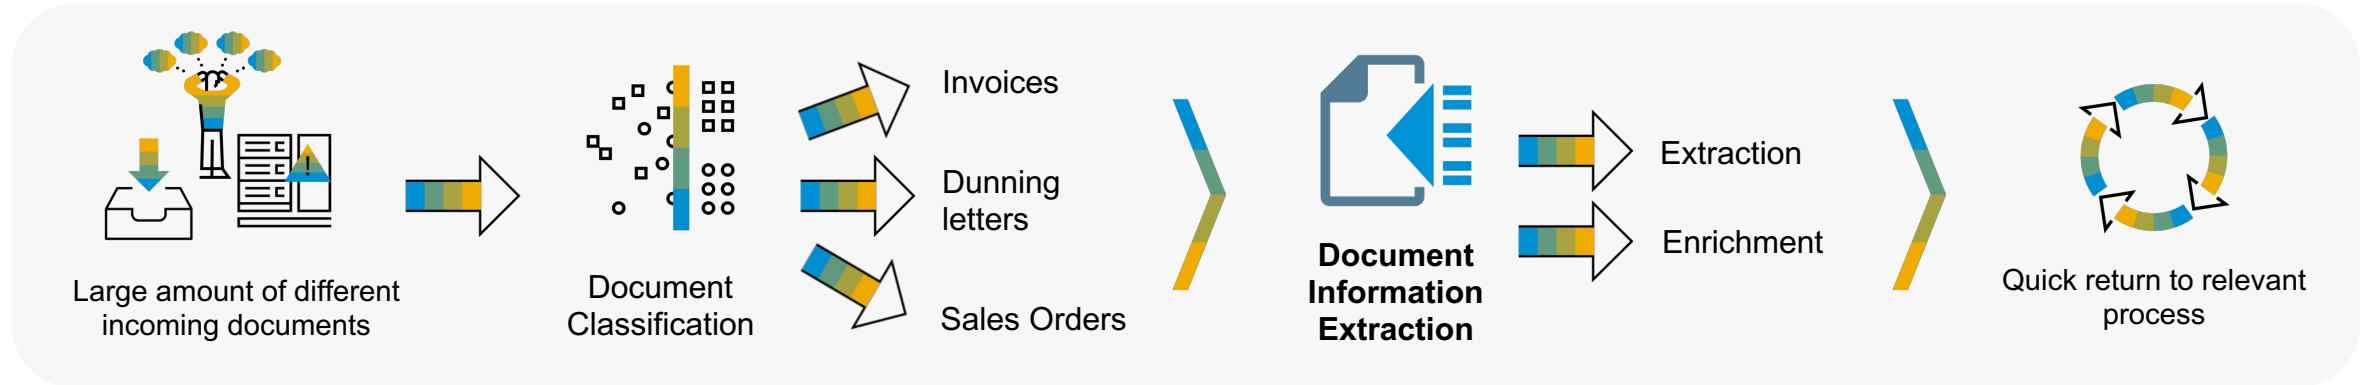 Large amount of different
incoming documents
Document
Classification
Invoices
Dunning
letters
Sales Orders
Document
Information
Extraction
Extraction
Enrichment
Quick return to relevant
process